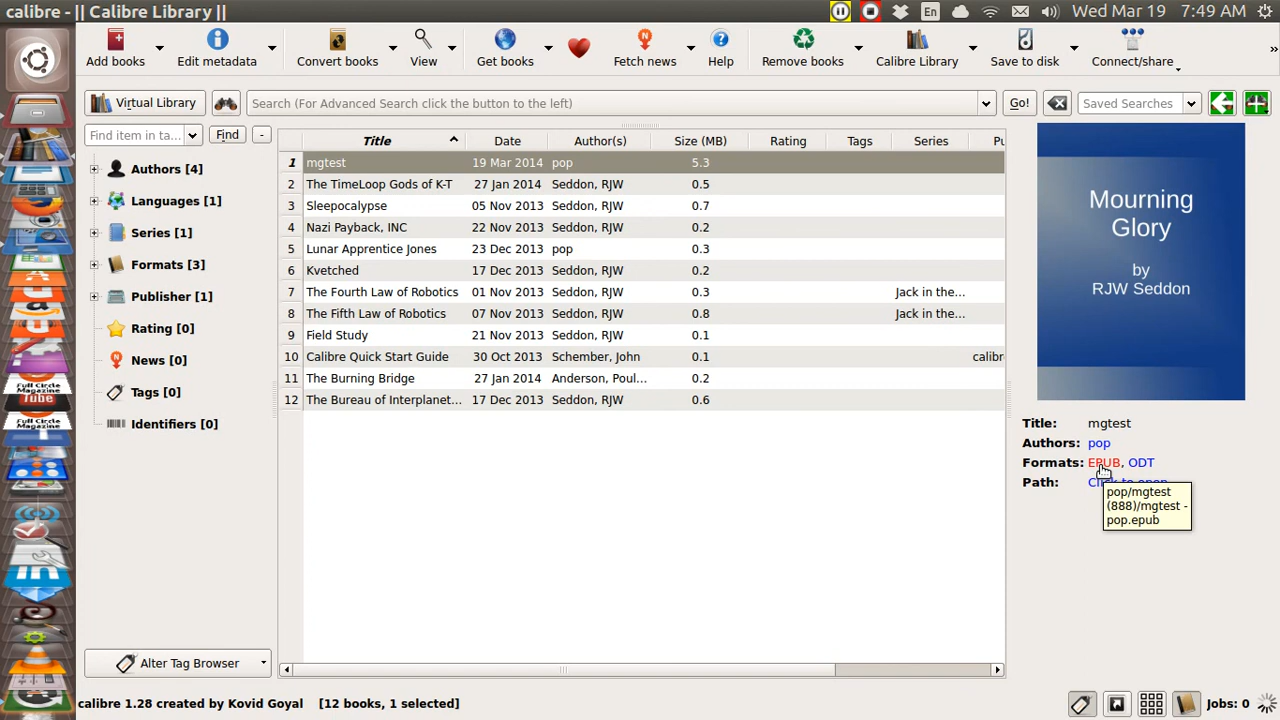 calibre - || Calibre Library ||
En
Wed Mar 19
7:49 AM
Add books
Edit metadata
Convert books
View
Get books
Fetch news
Help
Remove books
Calibre Library
Save to disk
Connect/share
»
Virtual Library
Search (For Advanced Search click the button to the left)
Go!
Saved Searches
Find item in ta...
Find
-
Authors [4]
Languages [1]
Series [1]
Formats [3]
Publisher [1]
Rating [0]
News [0]
Tags [0]
Identifiers [0]
Alter Tag Browser
Title Date Author(s) Size (MB) Rating Tags Series Pu
1 mgtest 19 Mar 2014 pop 5.3
2 The TimeLoop Gods of K-T 27 Jan 2014 Seddon, RJW 0.5
3 Sleepocalypse 05 Nov 2013 Seddon, RJW 0.7
4 Nazi Payback, INC 22 Nov 2013 Seddon, RJW 0.2
5 Lunar Apprentice Jones 23 Dec 2013 pop 0.3
6 Kvetched 17 Dec 2013 Seddon, RJW 0.2
7 The Fourth Law of Robotics 01 Nov 2013 Seddon, RJW 0.3 Jack in the...
8 The Fifth Law of Robotics 07 Nov 2013 Seddon, RJW 0.8 Jack in the...
9 Field Study 21 Nov 2013 Seddon, RJW 0.1
10 Calibre Quick Start Guide 30 Oct 2013 Schember, John 0.1 calibr
11 The Burning Bridge 27 Jan 2014 Anderson, Poul... 0.2
12 The Bureau of Interplanet... 17 Dec 2013 Seddon, RJW 0.6
Mourning
Glory
by
RJW Seddon
Title: mgtest
Authors: pop
Formats: EPUB, ODT
Path: Click to open
pop/mgtest
(888)/mgtest -
pop.epub
Full Circle
Magazine
Tube
Full Circle
Magazine
calibre 1.28 created by Kovid Goyal [12 books, 1 selected]
Jobs: 0